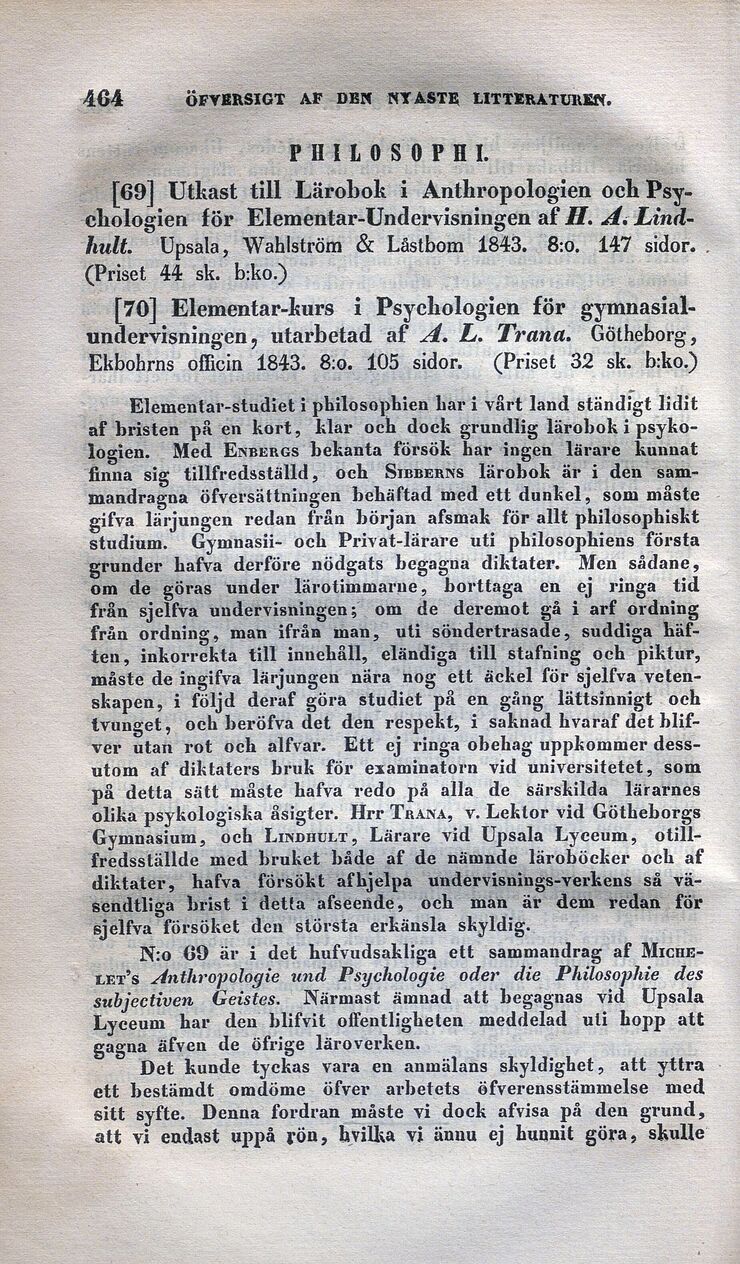 464 ÖFVERSIGT AF DEN NYASTE LITTERATUREN.
PHILOSOPHI.
[69] Utkast till Lärobok i Anthropologien och Psy-
chologien för Elementar-Undervisningen af H. A. Lind-
hult. Upsala, Wahlström & Låstbom 1843. 8:o. 147 sidor.
(Priset 44 sk. b:ko.)
[70] Elementar-kurs i Psychologien för gymnasial-
undervisningen, utarbetad af A. L. Trana. Götheborg,
Ekbohrns officin 1843. 8:o. 105 sidor. (Priset 32 sk. b:ko.)
Elementar-studiet i philosophien har i vårt land ständigt lidit
af bristen på en kort, klar och dock grundlig lärobok i psyko-
logien. Med Enbergs bekanta försök har ingen lärare kunnat
finna sig tillfredsställd, och Sibberns lärobok är i den sam-
mandragna öfversättningen behäftad med ett dunkel, som måste
gifva lärjungen redan från början afsmak för allt philosophiskt
studium. Gymnasii- och Privat-lärare uti philosophiens första
grunder hafva derföre nödgats begagna diktater. Men sådane,
om de göras under lärotimmarne, borttaga en ej ringa tid
från sjelfva undervisningen; om de deremot gå i arf ordning
från ordning, man ifrån man, uti söndertrasade, suddiga häf-
ten, inkorrekta till innehåll, eländiga till stafning och piktur,
måste de ingifva lärjungen nära nog ett äckel för sjelfva veten-
skapen, i följd deraf göra studiet på en gång lättsinnigt och
tvunget, och beröfva det den respekt, i saknad hvaraf det blif-
ver utan rot och alfvar. Ett ej ringa obehag uppkommer dess-
utom af diktaters bruk för examinatorn vid universitetet, som
på detta sätt måste hafva redo på alla de särskilda lärarnes
olika psykologiska åsigter. Hrr Trana, v. Lektor vid Götheborgs
Gymnasium, och Lindhult, Lärare vid Upsala Lyceum, otill-
fredsställde med bruket både af de nämnde läroböcker och af
diktater, hafva försökt afhjelpa undervisnings-verkens så vä-
sendtliga brist i detta afseende, och man är dem redan för
sjelfva försöket den största erkänsla skyldig.
N:o 69 är i det hufvudsakliga ett sammandrag af Miche-
let's Anthropologie und Psychologie oder die Philosophie des
subjectiven Geistes. Närmast ämnad att begagnas vid Upsala
Lyceum har den blifvit offentligheten meddelad uti hopp att
gagna äfven de öfrige läroverken.
Det kunde tyckas vara en anmälans skyldighet, att yttra
ett bestämdt omdöme öfver arbetets öfverensstämmelse med
sitt syfte. Denna fordran måste vi dock afvisa på den grund,
att vi endast uppå rön, hvilka vi ännu ej hunnit göra, skulle